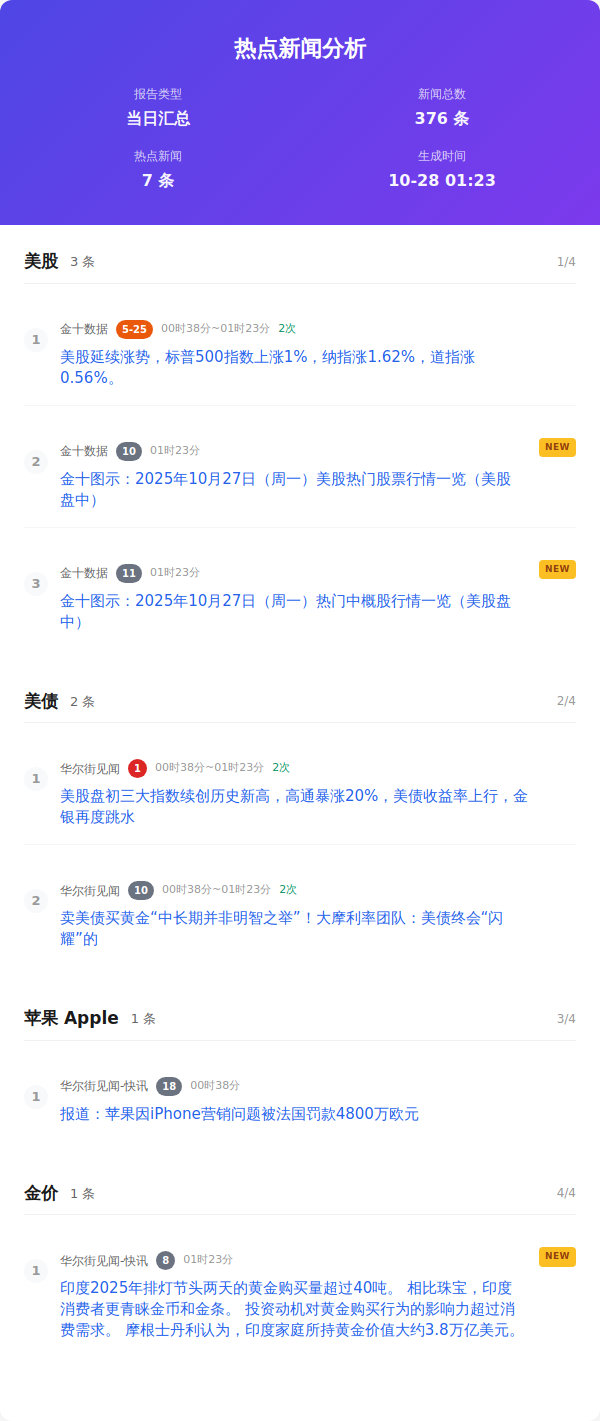 热点新闻分析
报告类型
新闻总数
当日汇总
376 条
热点新闻
生成时间
7 条
10-28 01:23
美股 3 条 1/4
1
金十数据 5-25 00时38分~01时23分 2次
美股延续涨势，标普500指数上涨1%，纳指涨1.62%，道指涨
0.56%。
2
金十数据 10 01时23分 NEW
金十图示：2025年10月27日（周一）美股热门股票行情一览（美股
盘中）
3
金十数据 11 01时23分 NEW
金十图示：2025年10月27日（周一）热门中概股行情一览（美股盘
中）
美债 2 条 2/4
1
华尔街见闻 1 00时38分~01时23分 2次
美股盘初三大指数续创历史新高，高通暴涨20%，美债收益率上行，金
银再度跳水
2
华尔街见闻 10 00时38分~01时23分 2次
卖美债买黄金“中长期并非明智之举”！大摩利率团队：美债终会“闪
耀”的
苹果 Apple 1 条 3/4
1
华尔街见闻-快讯 18 00时38分
报道：苹果因iPhone营销问题被法国罚款4800万欧元
金价 1 条 4/4
1
华尔街见闻-快讯 8 01时23分 NEW
印度2025年排灯节头两天的黄金购买量超过40吨。 相比珠宝，印度
消费者更青睐金币和金条。 投资动机对黄金购买行为的影响力超过消
费需求。 摩根士丹利认为，印度家庭所持黄金价值大约3.8万亿美元。